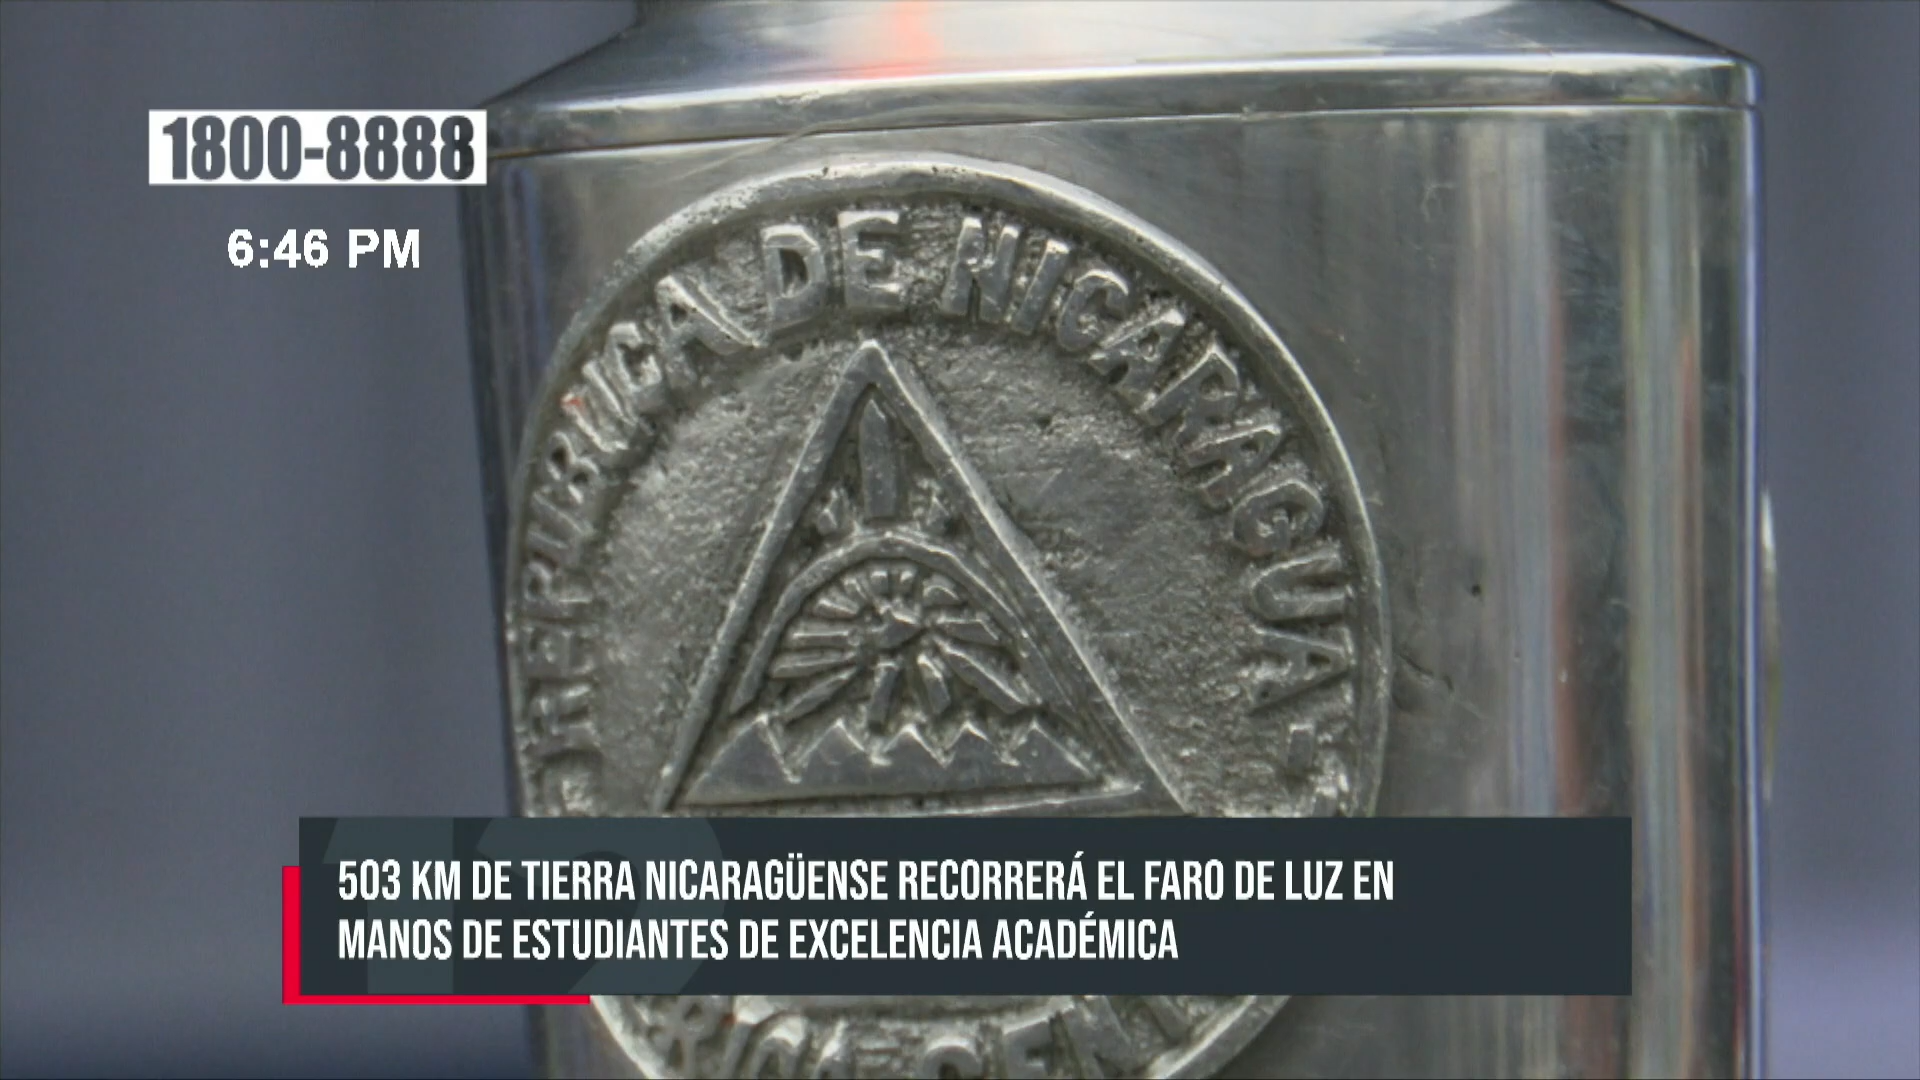 1800-8888
6:46 PM
REPUBLICA DE NICARAGUA
503 KM DE TIERRA NICARAGÜENSE RECORRERÁ EL FARO DE LUZ EN
MANOS DE ESTUDIANTES DE EXCELENCIA ACADÉMICA